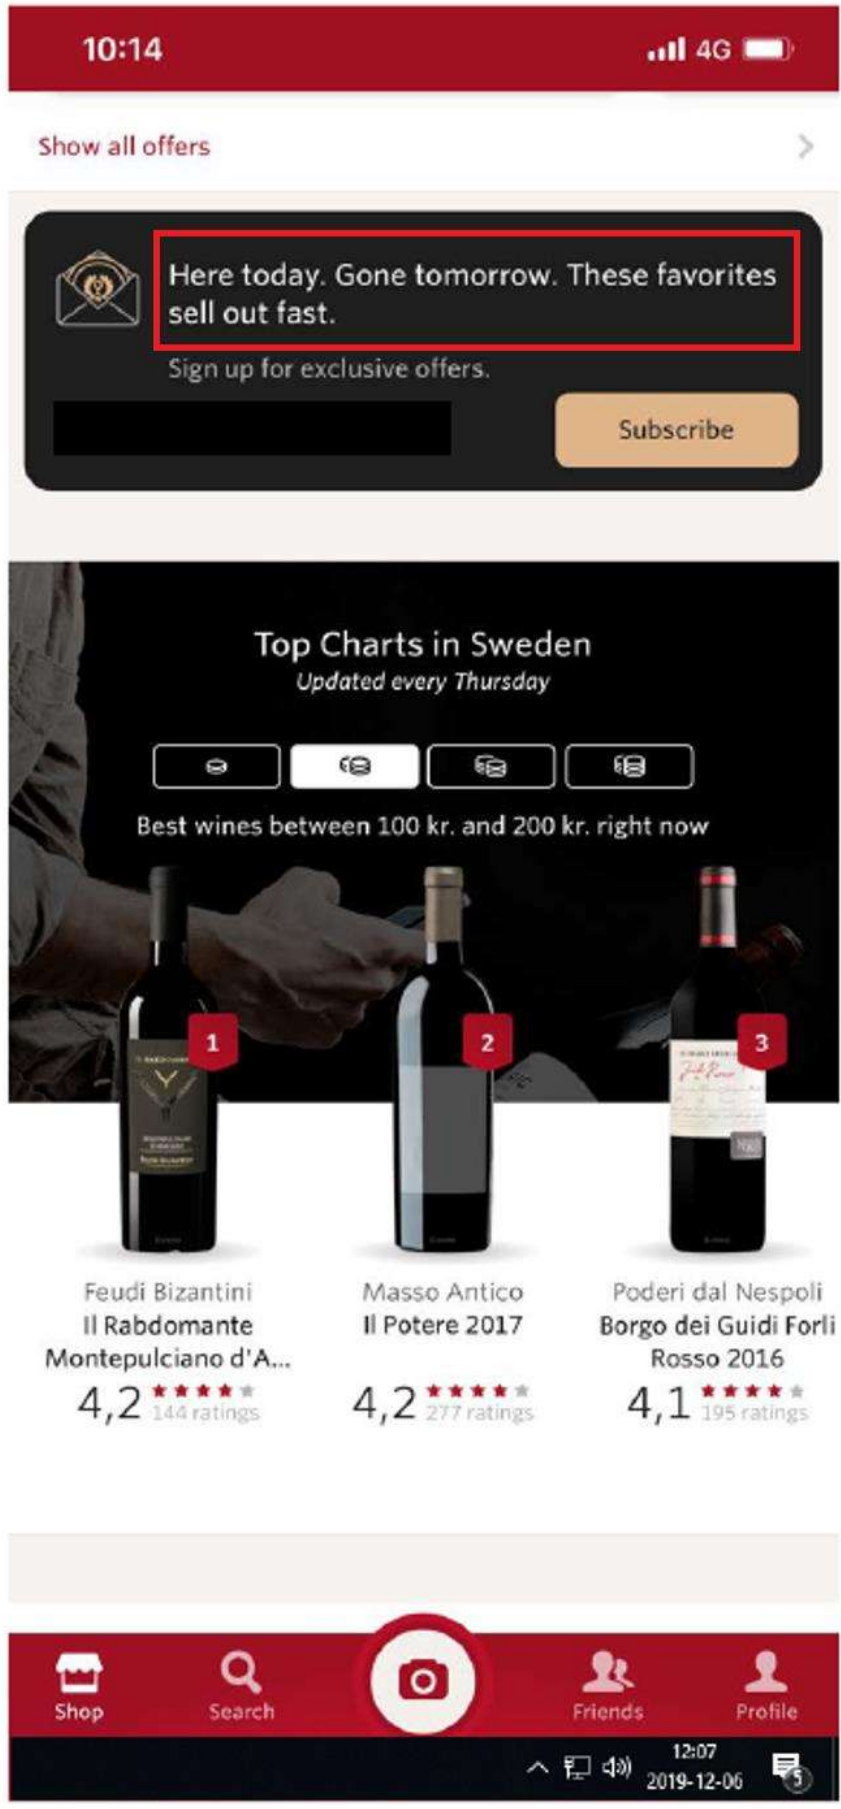 10:14
4G
Show all offers
Here today. Gone tomorrow. These favorites
sell out fast.
Sign up for exclusive offers.
Subscribe
Top Charts in Sweden
Updated every Thursday
Best wines between 100 kr. and 200 kr. right now
1 2 3
Feudi Bizantini
Il Rabdomante
Montepulciano d'A...
4,2
144 ratings
Masso Antico
Il Potere 2017
4,2
277 ratings
Poderi dal Nespoli
Borgo dei Guidi Forli
Rosso 2016
4,1
195 ratings
Shop
Search
Friends
Profile
12:07
2019-12-06
5